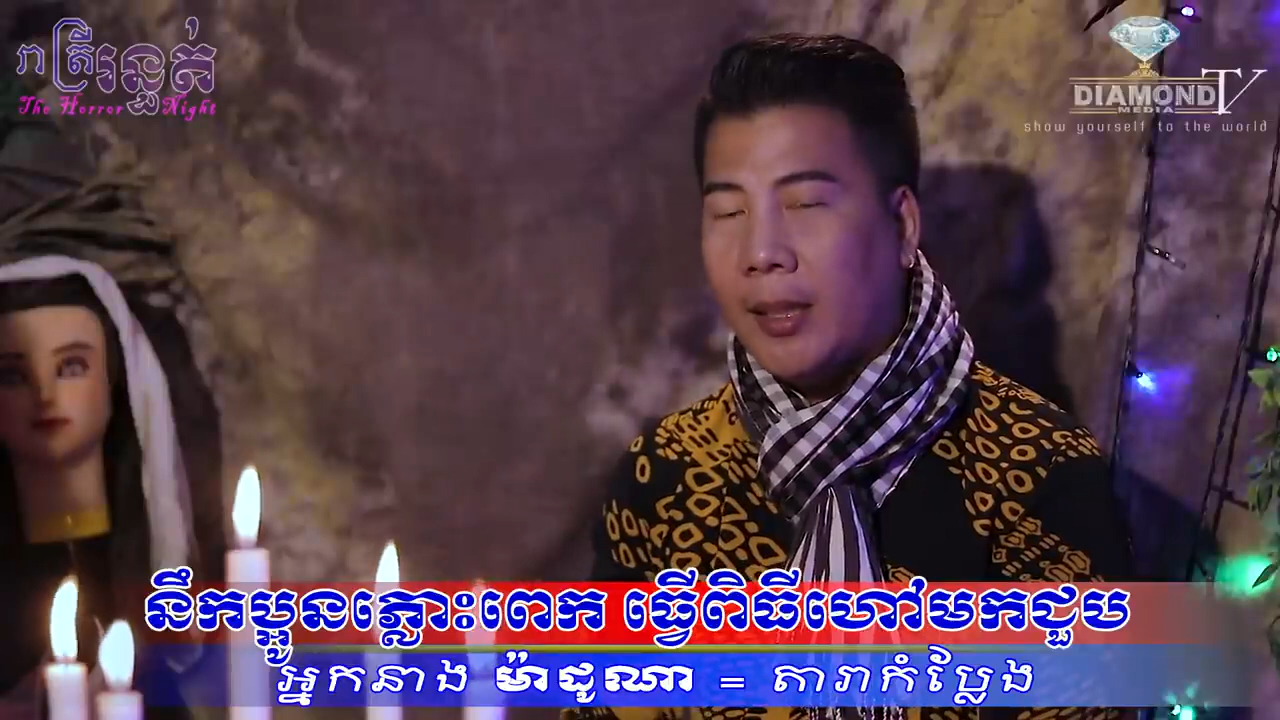 រាត្រីរន្ធត់
The Horror Night
DIAMOND TV
MEDIA
show yourself to the world
នឹកប្អូនភ្លោះពេក ធ្វើពិធីហៅមកជួប
អ្នកនាង ម៉ាដូណា = តារាកំប្លែង